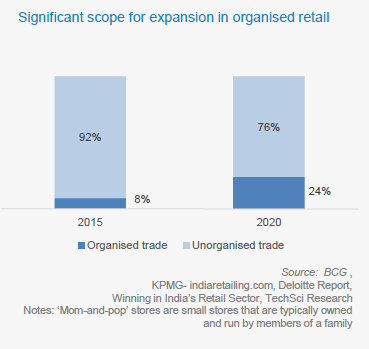 Significant scope for expansion in organised retail
92%
8%
76%
24%
2015 2020
Organised trade Unorganised trade
Source: BCG ,
KPMG- indiaretailing.com, Deloitte Report,
Winning in India's Retail Sector, TechSci Research
Notes: 'Mom-and-pop' stores are small stores that are typically owned
and run by members of a family